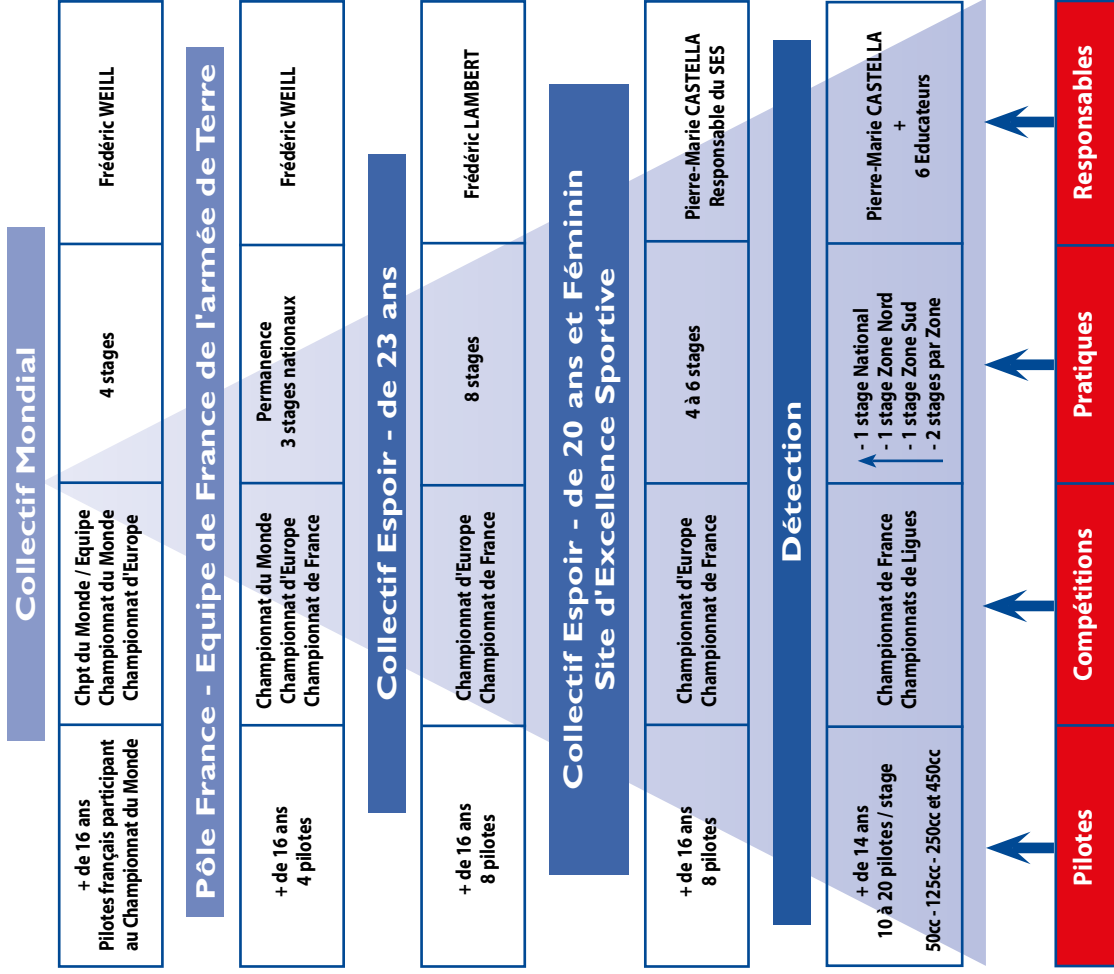 Collectif Mondial
+ de 16 ans
Pilotes français participant
au Championnat du Monde
Chpt du Monde / Equipe
Championnat du Monde
Championnat d'Europe
4 stages
Frédéric WEILL
Pôle France - Equipe de France de l'armée de Terre
+ de 16 ans
4 pilotes
Championnat du Monde
Championnat d'Europe
Championnat de France
Permanence
3 stages nationaux
Frédéric WEILL
Collectif Espoir - de 23 ans
+ de 16 ans
8 pilotes
Championnat d'Europe
Championnat de France
8 stages
Frédéric LAMBERT
Collectif Espoir - de 20 ans et Féminin
Site d'Excellence Sportive
+ de 16 ans
8 pilotes
Championnat d'Europe
Championnat de France
4 à 6 stages
Pierre-Marie CASTELLA
Responsable du SES
Détection
+ de 14 ans
10 à 20 pilotes / stage
50cc - 125cc - 250cc et 450cc
Championnat de France
Championnats de Ligues
- 1 stage National
- 1 stage Zone Nord
- 1 stage Zone Sud
- 2 stages par Zone
Pierre-Marie CASTELLA
+
6 Educateurs
Pilotes
Compétitions
Pratiques
Responsables